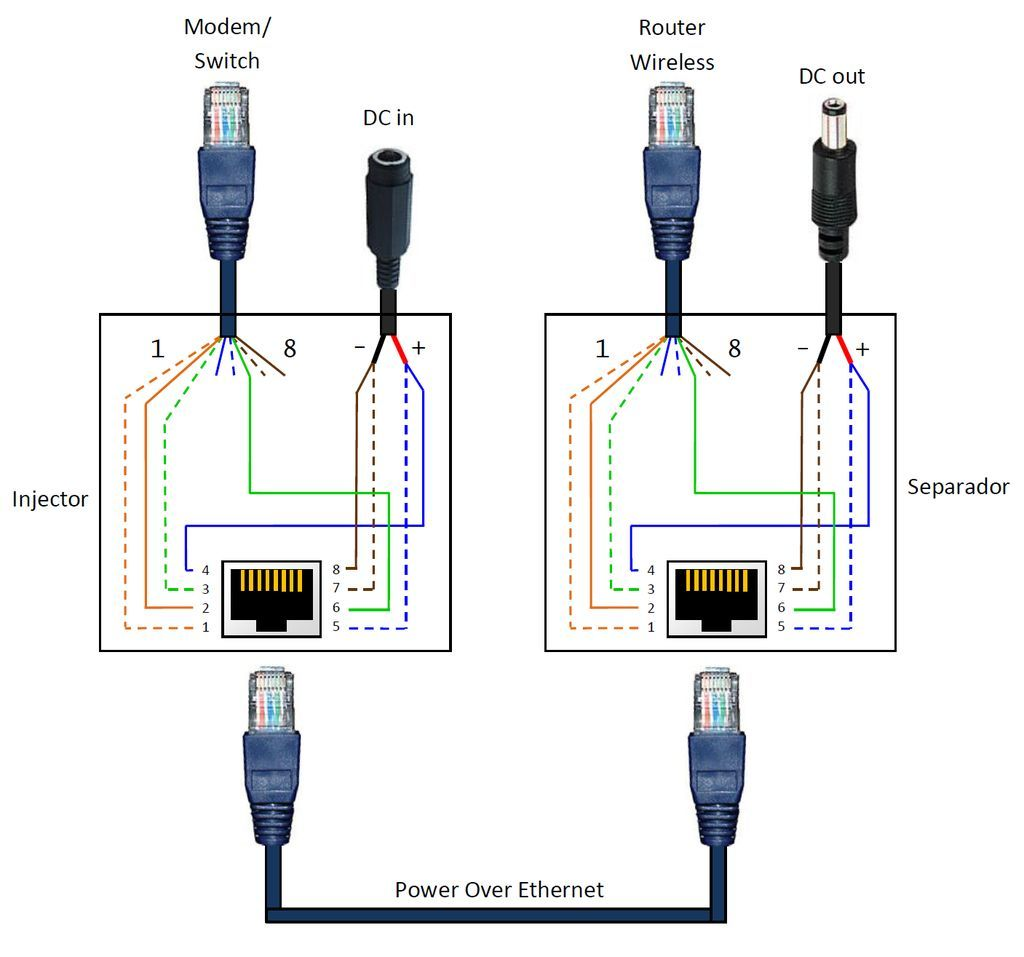 Modem/
Switch
DC in
Router
Wireless
DC out
1 8 – +
1 8 – +
Injector
Separador
4 8
3 7
2 6
1 5
4 8
3 7
2 6
1 5
Power Over Ethernet